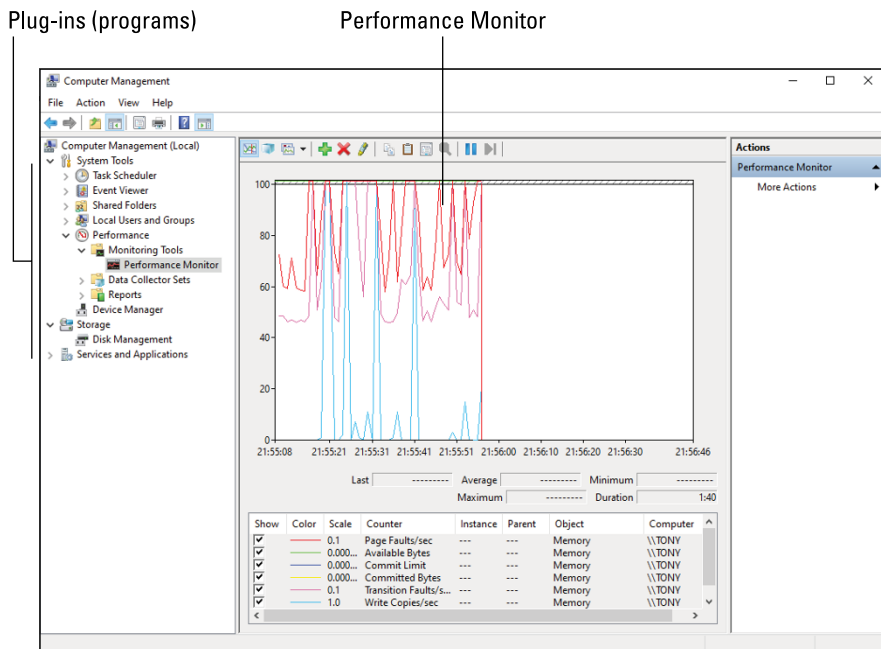 Plug-ins (programs)
Performance Monitor
Computer Management
File Action View Help
Computer Management (Local)
System Tools
Task Scheduler
Event Viewer
Shared Folders
Local Users and Groups
Performance
Monitoring Tools
Performance Monitor
Data Collector Sets
Reports
Device Manager
Storage
Disk Management
Services and Applications
100
80
60
40
20
0
21:55:08 21:55:21 21:55:31 21:55:41 21:55:51 21:56:00 21:56:10 21:56:20 21:56:30 21:56:46
Last --------- Average --------- Minimum ---------
Maximum --------- Duration 1:40
Show Color Scale Counter Instance Parent Object Computer
0.1 Page Faults/sec --- --- Memory \\TONY
0.000... Available Bytes --- --- Memory \\TONY
0.000... Commit Limit --- --- Memory \\TONY
0.000... Committed Bytes --- --- Memory \\TONY
0.1 Transition Faults/s... --- --- Memory \\TONY
1.0 Write Copies/sec --- --- Memory \\TONY
Actions
Performance Monitor
More Actions